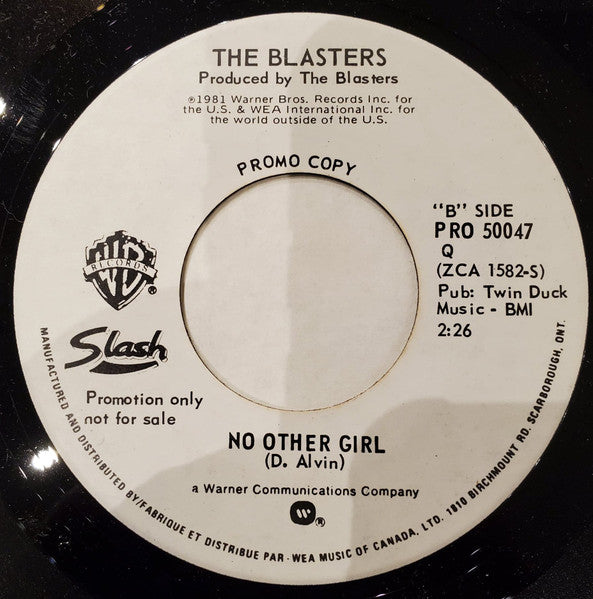 THE BLASTERS
Produced by The Blasters
℗1981 Warner Bros. Records Inc. for
the U.S. & WEA International Inc. for
the world outside of the U.S.
PROMO COPY
"B" SIDE
PRO 50047
Q
(ZCA 1582-S)
Pub: Twin Duck
Music - BMI
2:26
WB
RECORDS
®
Slash
Promotion only
not for sale
NO OTHER GIRL
(D. Alvin)
a Warner Communications Company
®
MANUFACTURED AND DISTRIBUTED BY/FABRIQUE ET DISTRIBUE PAR - WEA MUSIC OF CANADA, LTD. 1810 BIRCHMOUNT RD. SCARBOROUGH, ONT.